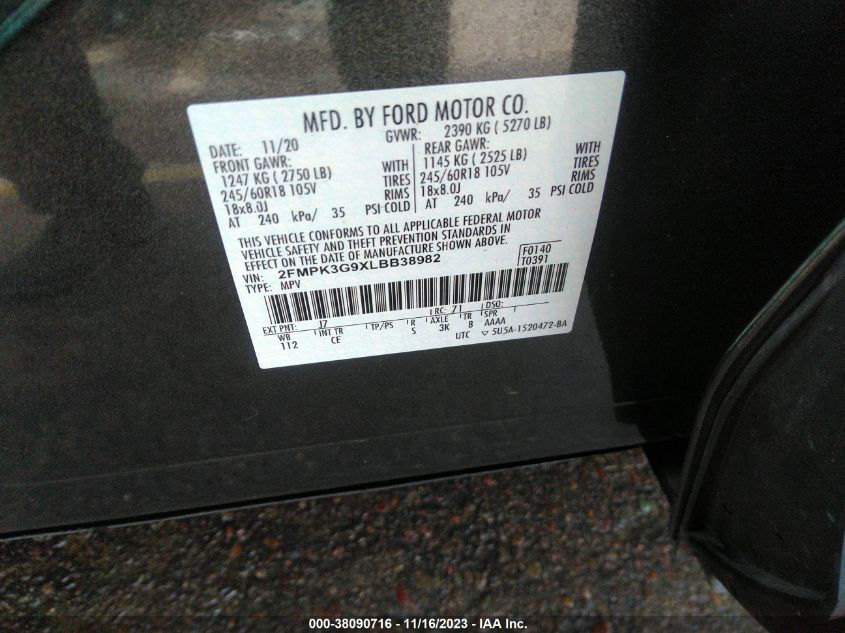 MFD. BY FORD MOTOR CO.
DATE: 11/20 GVWR: 2390 KG ( 5270 LB)
FRONT GAWR: REAR GAWR:
1247 KG ( 2750 LB) WITH 1145 KG ( 2525 LB) WITH
245/60R18 105V TIRES 245/60R18 105V TIRES
18x8.0J RIMS 18x8.0J RIMS
AT 240 kPa/ 35 PSI COLD AT 240 kPa/ 35 PSI COLD
THIS VEHICLE CONFORMS TO ALL APPLICABLE FEDERAL MOTOR
VEHICLE SAFETY AND THEFT PREVENTION STANDARDS IN
EFFECT ON THE DATE OF MANUFACTURE SHOWN ABOVE.
VIN: 2FMPK3G9XLBB38982 F0140
TYPE: MPV T0391
EXT PNT: J7 RC: 71 DSO:
WB INT TR TP/PS R AXLE TR SPR
112 CE S 3K 8 AAAA
UTC ▽ 5U5A-1520472-BA
000-38090716 - 11/16/2023 - IAA Inc.